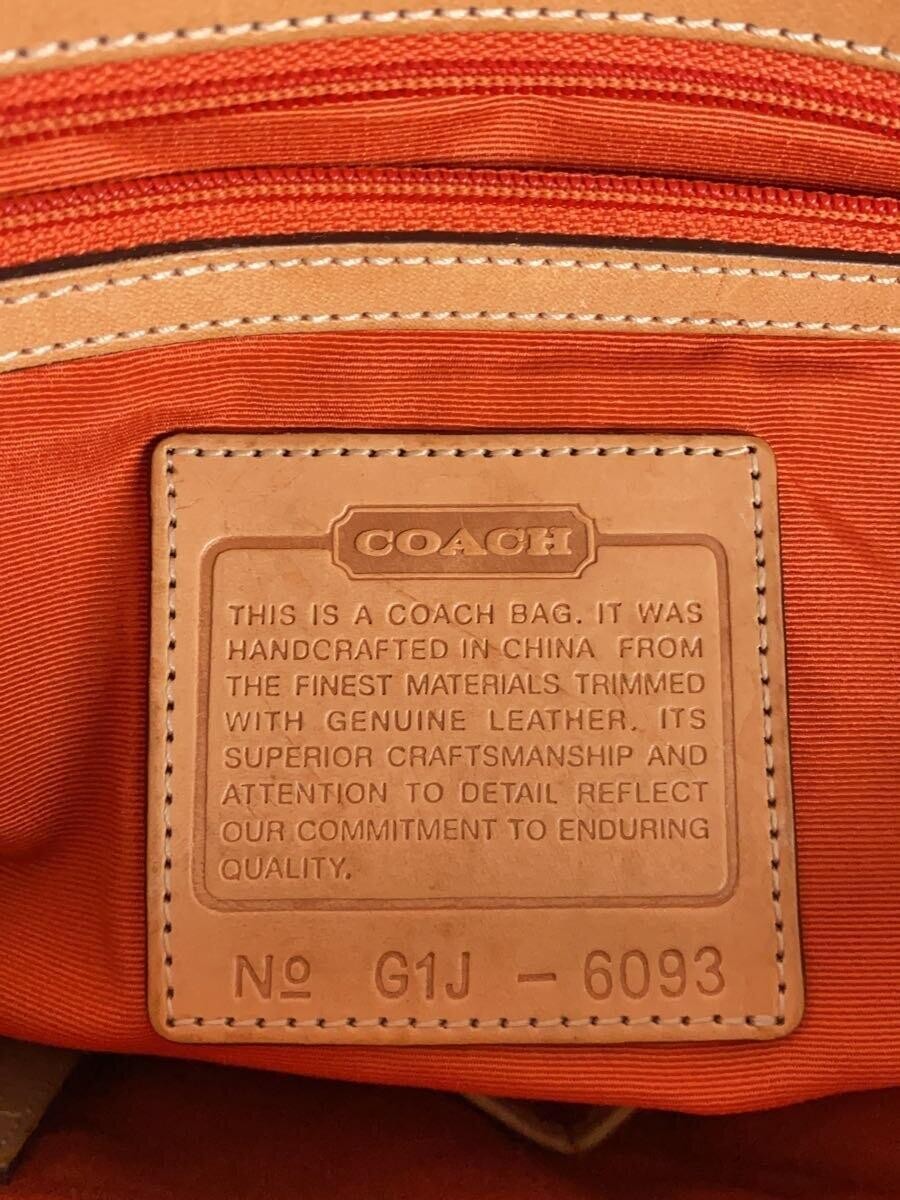 COACH
THIS IS A COACH BAG. IT WAS
HANDCRAFTED IN CHINA FROM
THE FINEST MATERIALS TRIMMED
WITH GENUINE LEATHER. ITS
SUPERIOR CRAFTSMANSHIP AND
ATTENTION TO DETAIL REFLECT
OUR COMMITMENT TO ENDURING
QUALITY.
Nº G1J - 6093